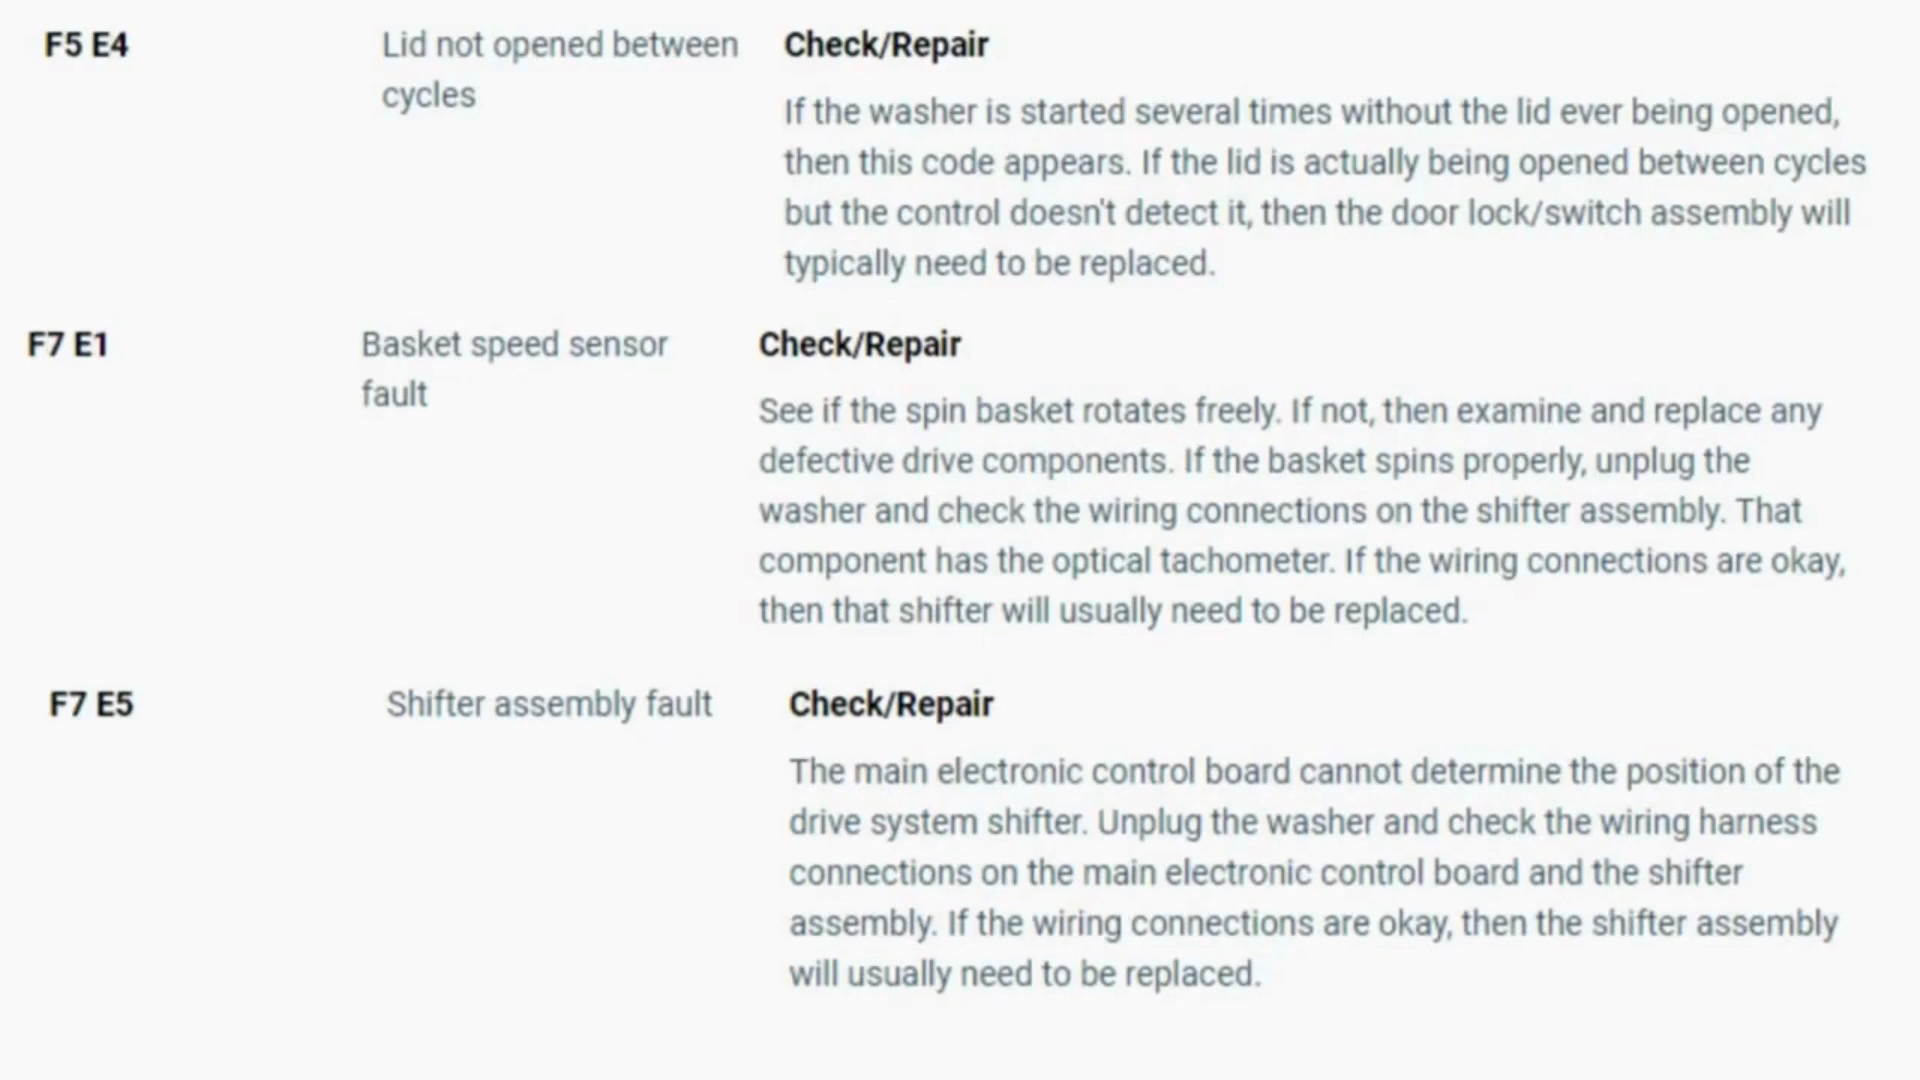 F5 E4
Lid not opened between
cycles
Check/Repair
If the washer is started several times without the lid ever being opened,
then this code appears. If the lid is actually being opened between cycles
but the control doesn't detect it, then the door lock/switch assembly will
typically need to be replaced.
F7 E1
Basket speed sensor
fault
Check/Repair
See if the spin basket rotates freely. If not, then examine and replace any
defective drive components. If the basket spins properly, unplug the
washer and check the wiring connections on the shifter assembly. That
component has the optical tachometer. If the wiring connections are okay,
then that shifter will usually need to be replaced.
F7 E5
Shifter assembly fault
Check/Repair
The main electronic control board cannot determine the position of the
drive system shifter. Unplug the washer and check the wiring harness
connections on the main electronic control board and the shifter
assembly. If the wiring connections are okay, then the shifter assembly
will usually need to be replaced.